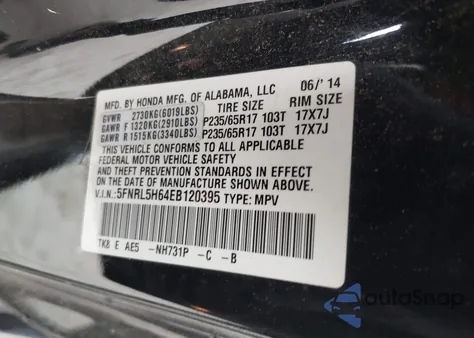 MFD. BY HONDA MFG. OF ALABAMA, LLC 06/'14
TIRE SIZE RIM SIZE
GVWR 2730KG(6019LBS)
GAWR F 1320KG(2910LBS) P235/65R17 103T 17X7J
GAWR R 1515KG(3340LBS) P235/65R17 103T 17X7J
THIS VEHICLE CONFORMS TO ALL APPLICABLE
FEDERAL MOTOR VEHICLE SAFETY
AND THEFT PREVENTION STANDARDS IN EFFECT
ON THE DATE OF MANUFACTURE SHOWN ABOVE.
V.I.N.: 5FNRL5H64EB120395 TYPE: MPV
TK8 E AE5 -NH731P -C -B
autoSnap